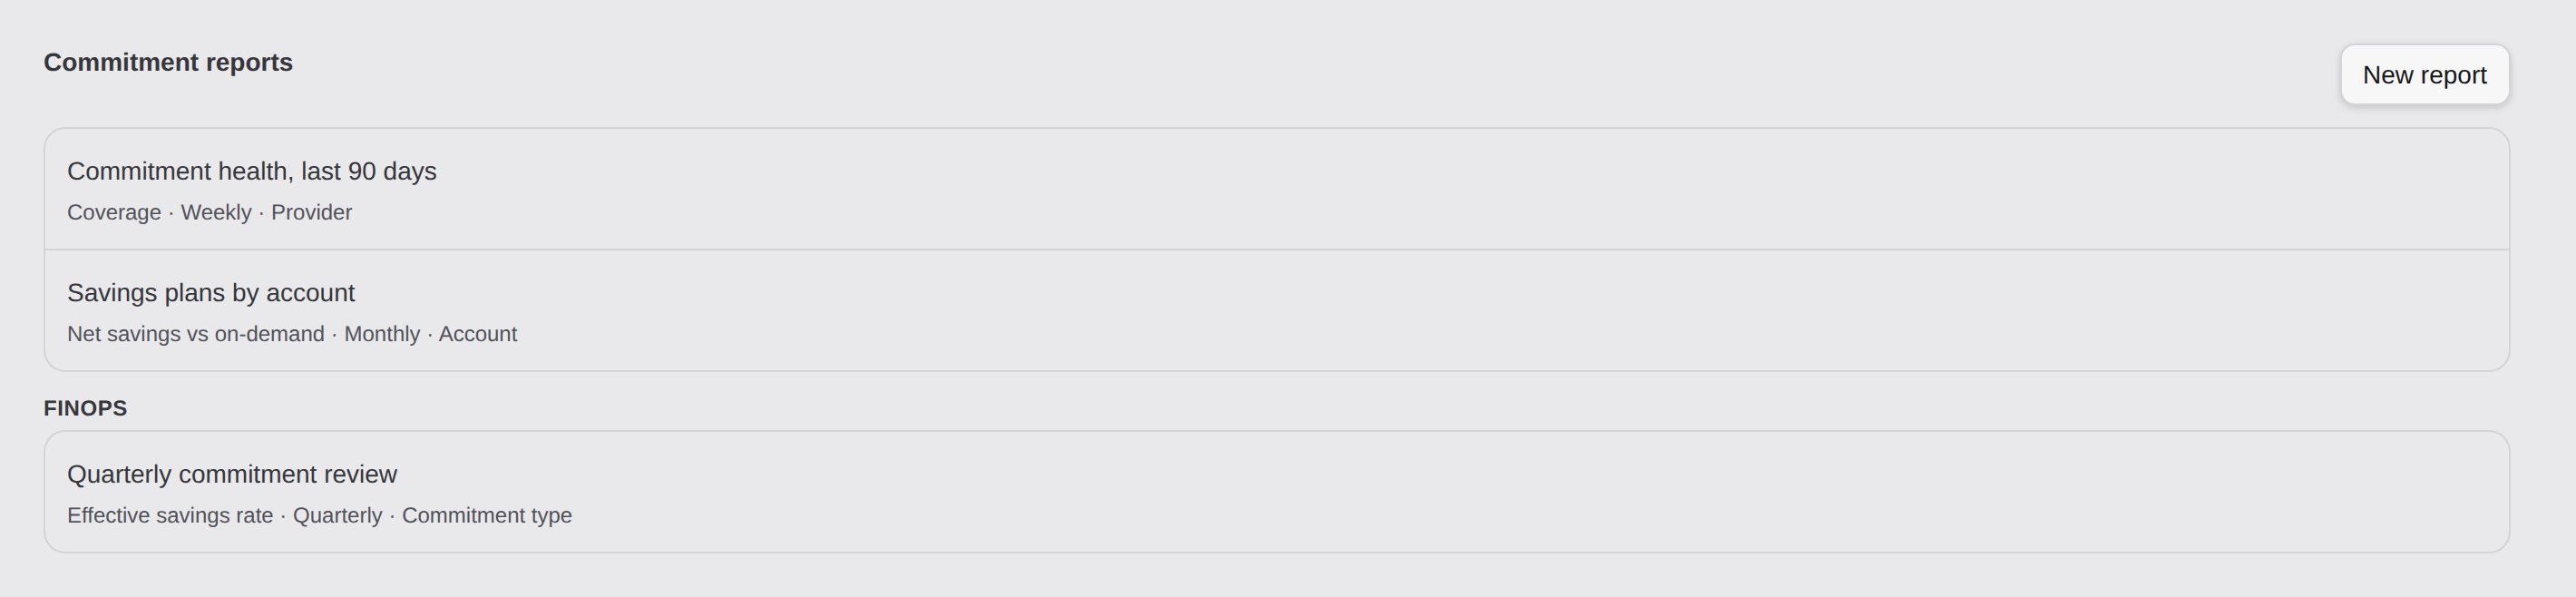 Commitment reports
New report
Commitment health, last 90 days
Coverage · Weekly · Provider
Savings plans by account
Net savings vs on-demand · Monthly · Account
FINOPS
Quarterly commitment review
Effective savings rate · Quarterly · Commitment type